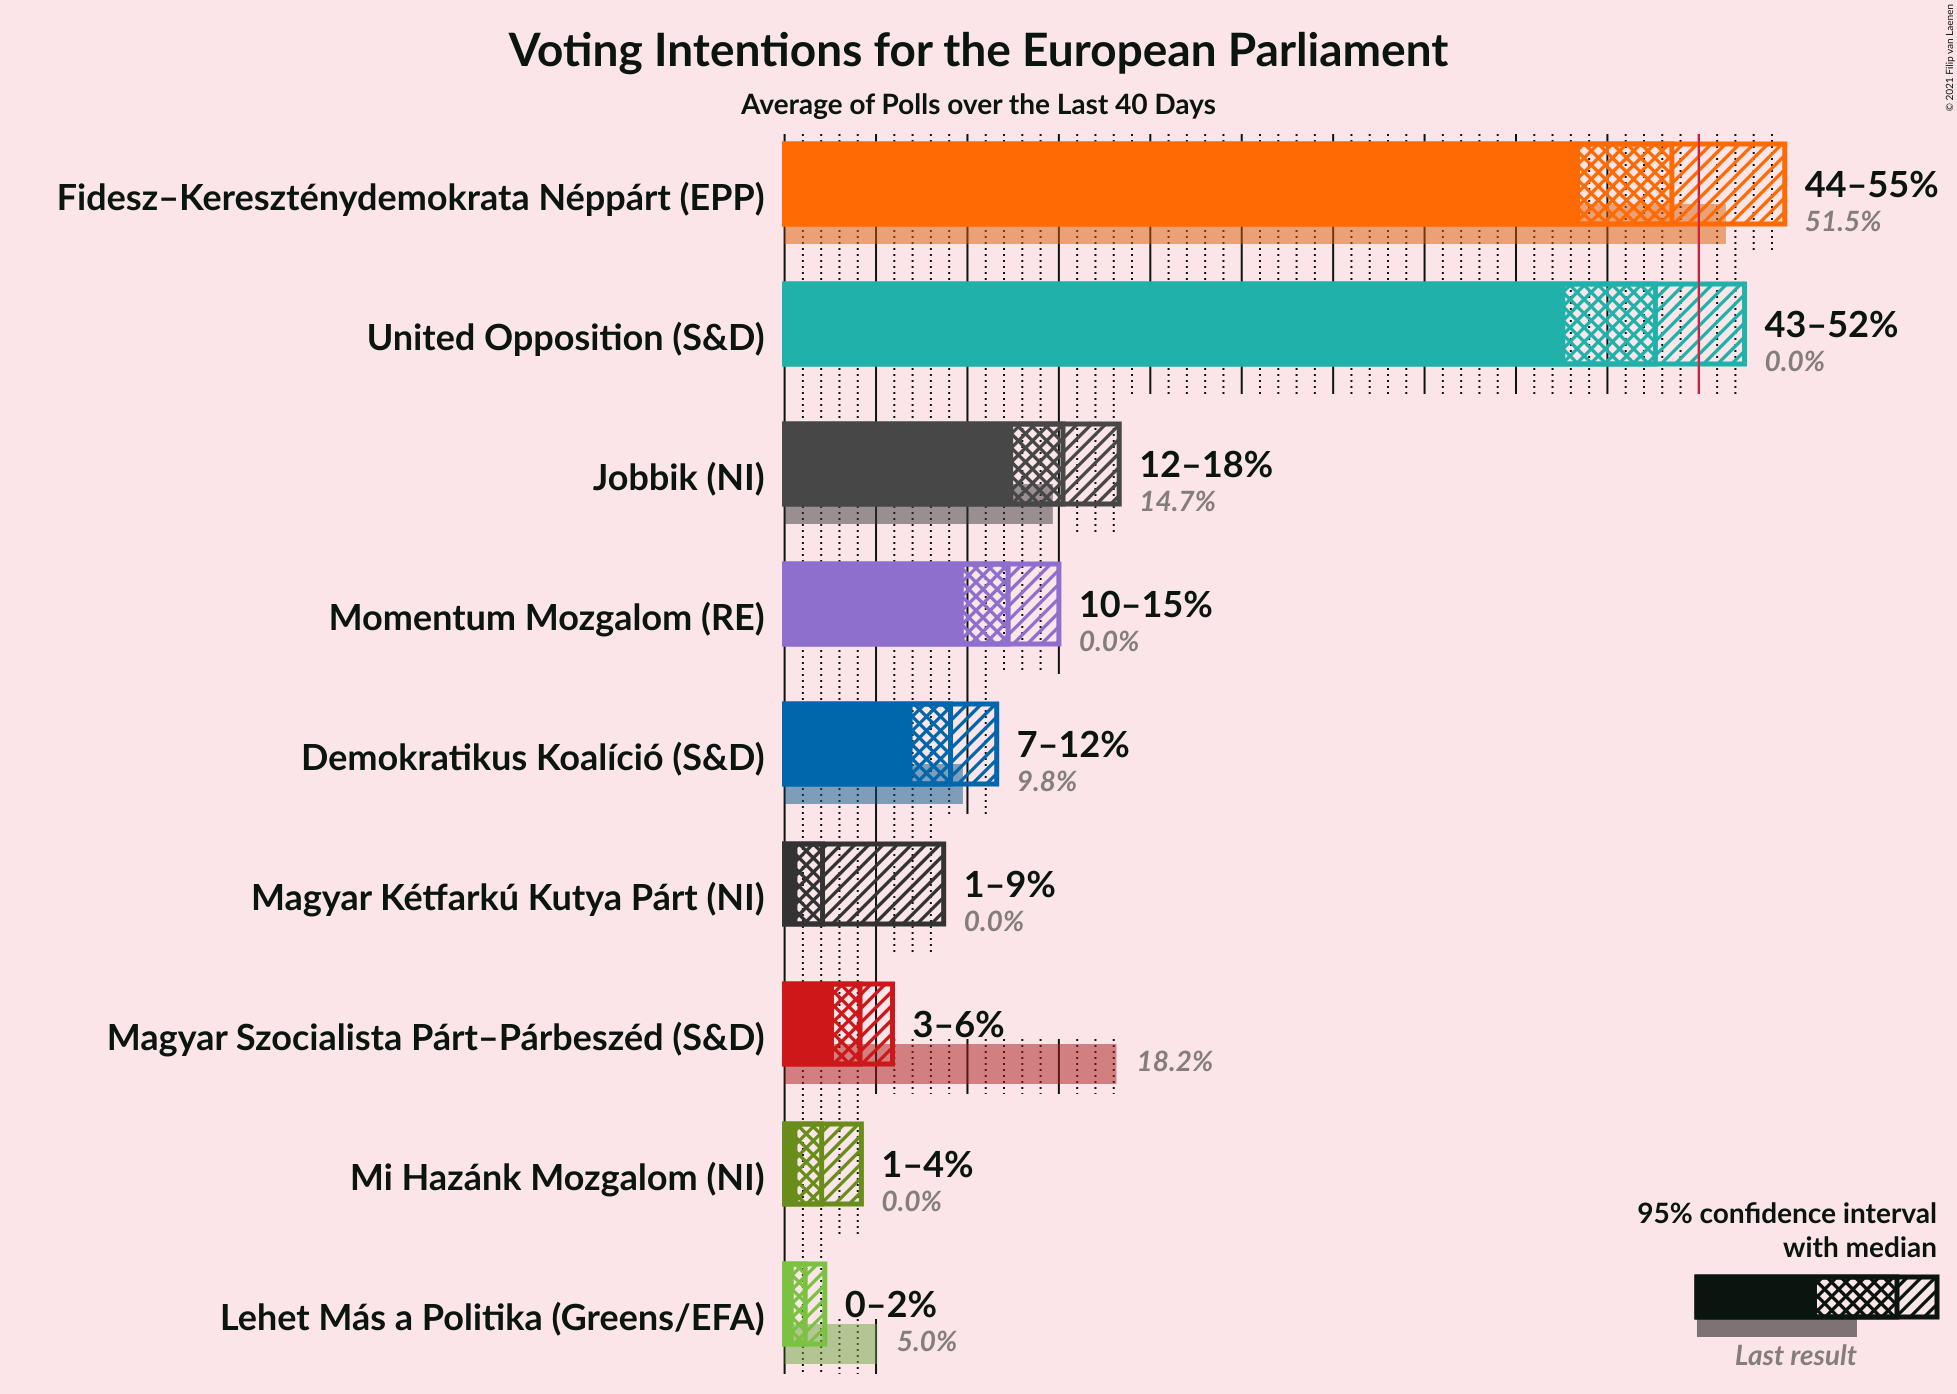 Voting Intentions for the European Parliament
Average of Polls over the Last 40 Days
© 2021 Filip van Laenen
Fidesz–Kereszténydemokrata Néppárt (EPP)
44–55%
51.5%
United Opposition (S&D)
43–52%
0.0%
Jobbik (NI)
12–18%
14.7%
Momentum Mozgalom (RE)
10–15%
0.0%
Demokratikus Koalíció (S&D)
7–12%
9.8%
Magyar Kétfarkú Kutya Párt (NI)
1–9%
0.0%
Magyar Szocialista Párt–Párbeszéd (S&D)
3–6%
18.2%
Mi Hazánk Mozgalom (NI)
1–4%
0.0%
Lehet Más a Politika (Greens/EFA)
0–2%
5.0%
95% confidence interval
with median
Last result